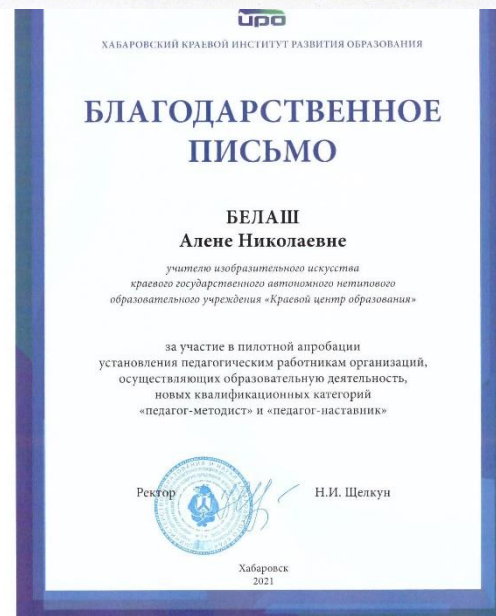 ипо
ХАБАРОВСКИЙ КРАЕВОЙ ИНСТИТУТ РАЗВИТИЯ ОБРАЗОВАНИЯ
БЛАГОДАРСТВЕННОЕ
ПИСЬМО
БЕЛАШ
Алене Николаевне
учителю изобразительного искусства
краевого государственного автономного нетипового
образовательного учреждения «Краевой центр образования»
за участие в пилотной апробации
установления педагогическим работникам организаций,
осуществляющих образовательную деятельность,
новых квалификационных категорий
«педагог-методист» и «педагог-наставник»
Ректор Н.И. Щелкун
Хабаровск
2021